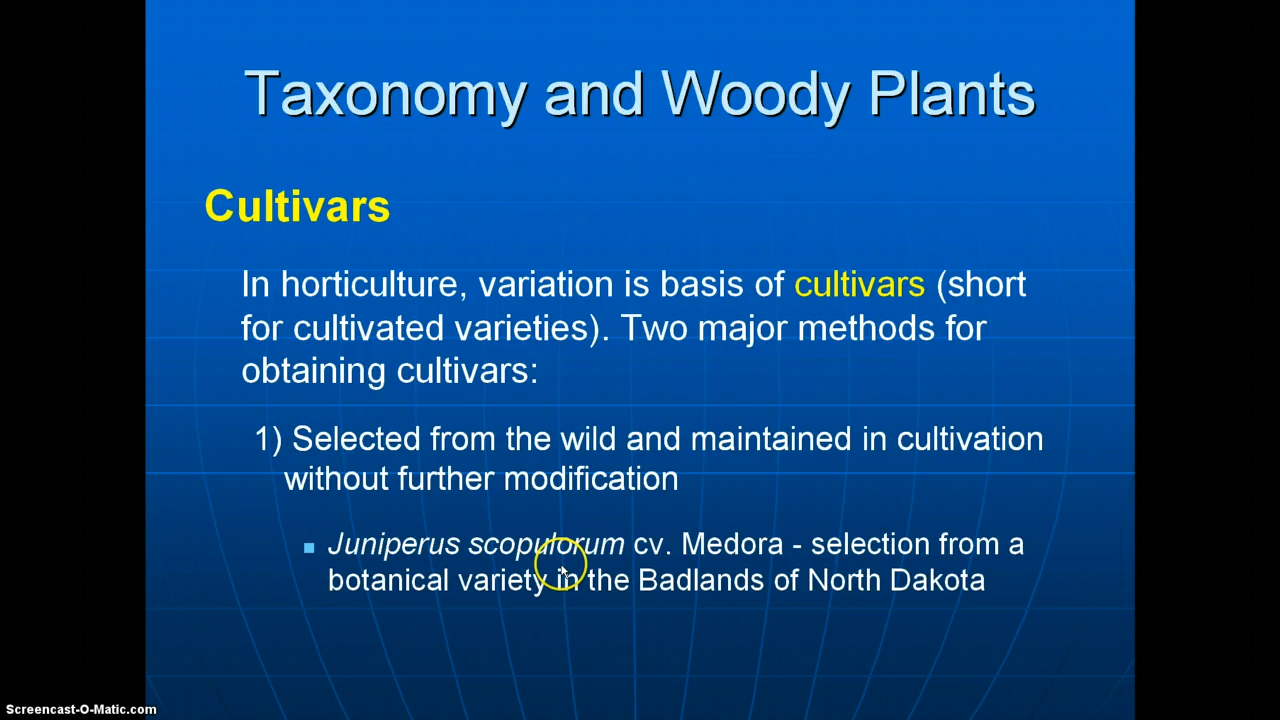 Taxonomy and Woody Plants
Cultivars
In horticulture, variation is basis of cultivars (short
for cultivated varieties). Two major methods for
obtaining cultivars:
1) Selected from the wild and maintained in cultivation
without further modification
Juniperus scopulorum cv. Medora - selection from a
botanical variety in the Badlands of North Dakota
Screencast-O-Matic.com